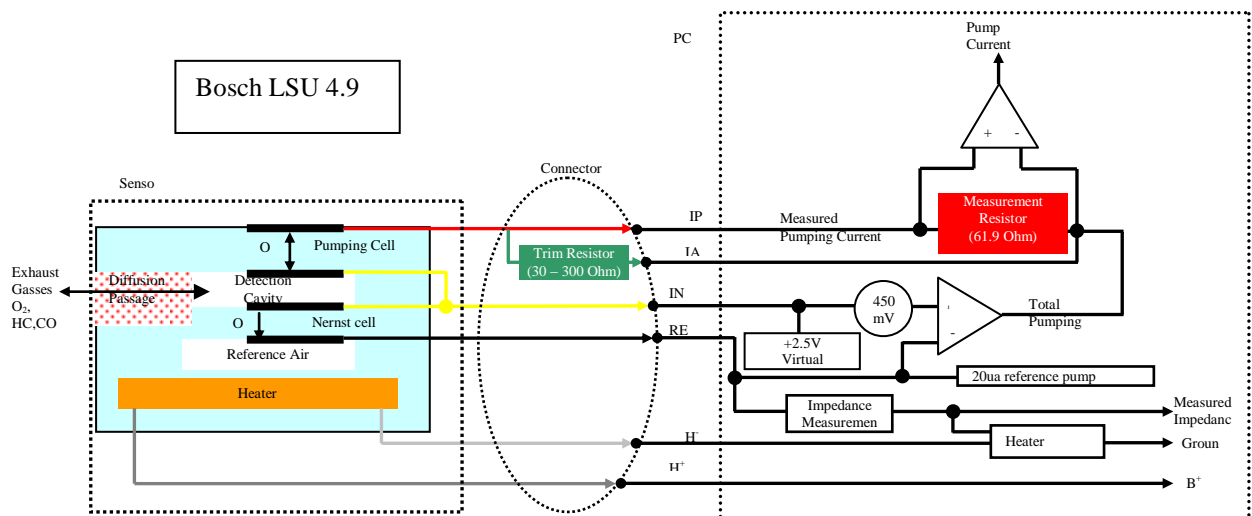 Pump
Current
PC
Bosch LSU 4.9
+ -
Connector
Senso
Measurement
Resistor
(61.9 Ohm)
IP
Measured
Pumping Current
O
Pumping Cell
Trim Resistor
(30 – 300 Ohm)
IA
Exhaust
Gasses
O2,
HC,CO
Diffusion
Passage
Detection
Cavity
IN
450
mV
+
-
Total
Pumping
O
Nernst cell
RE
+2.5V
Virtual
Reference Air
20ua reference pump
Heater
Impedance
Measuremen
Measured
Impedanc
H-
Heater
Groun
H+
B+